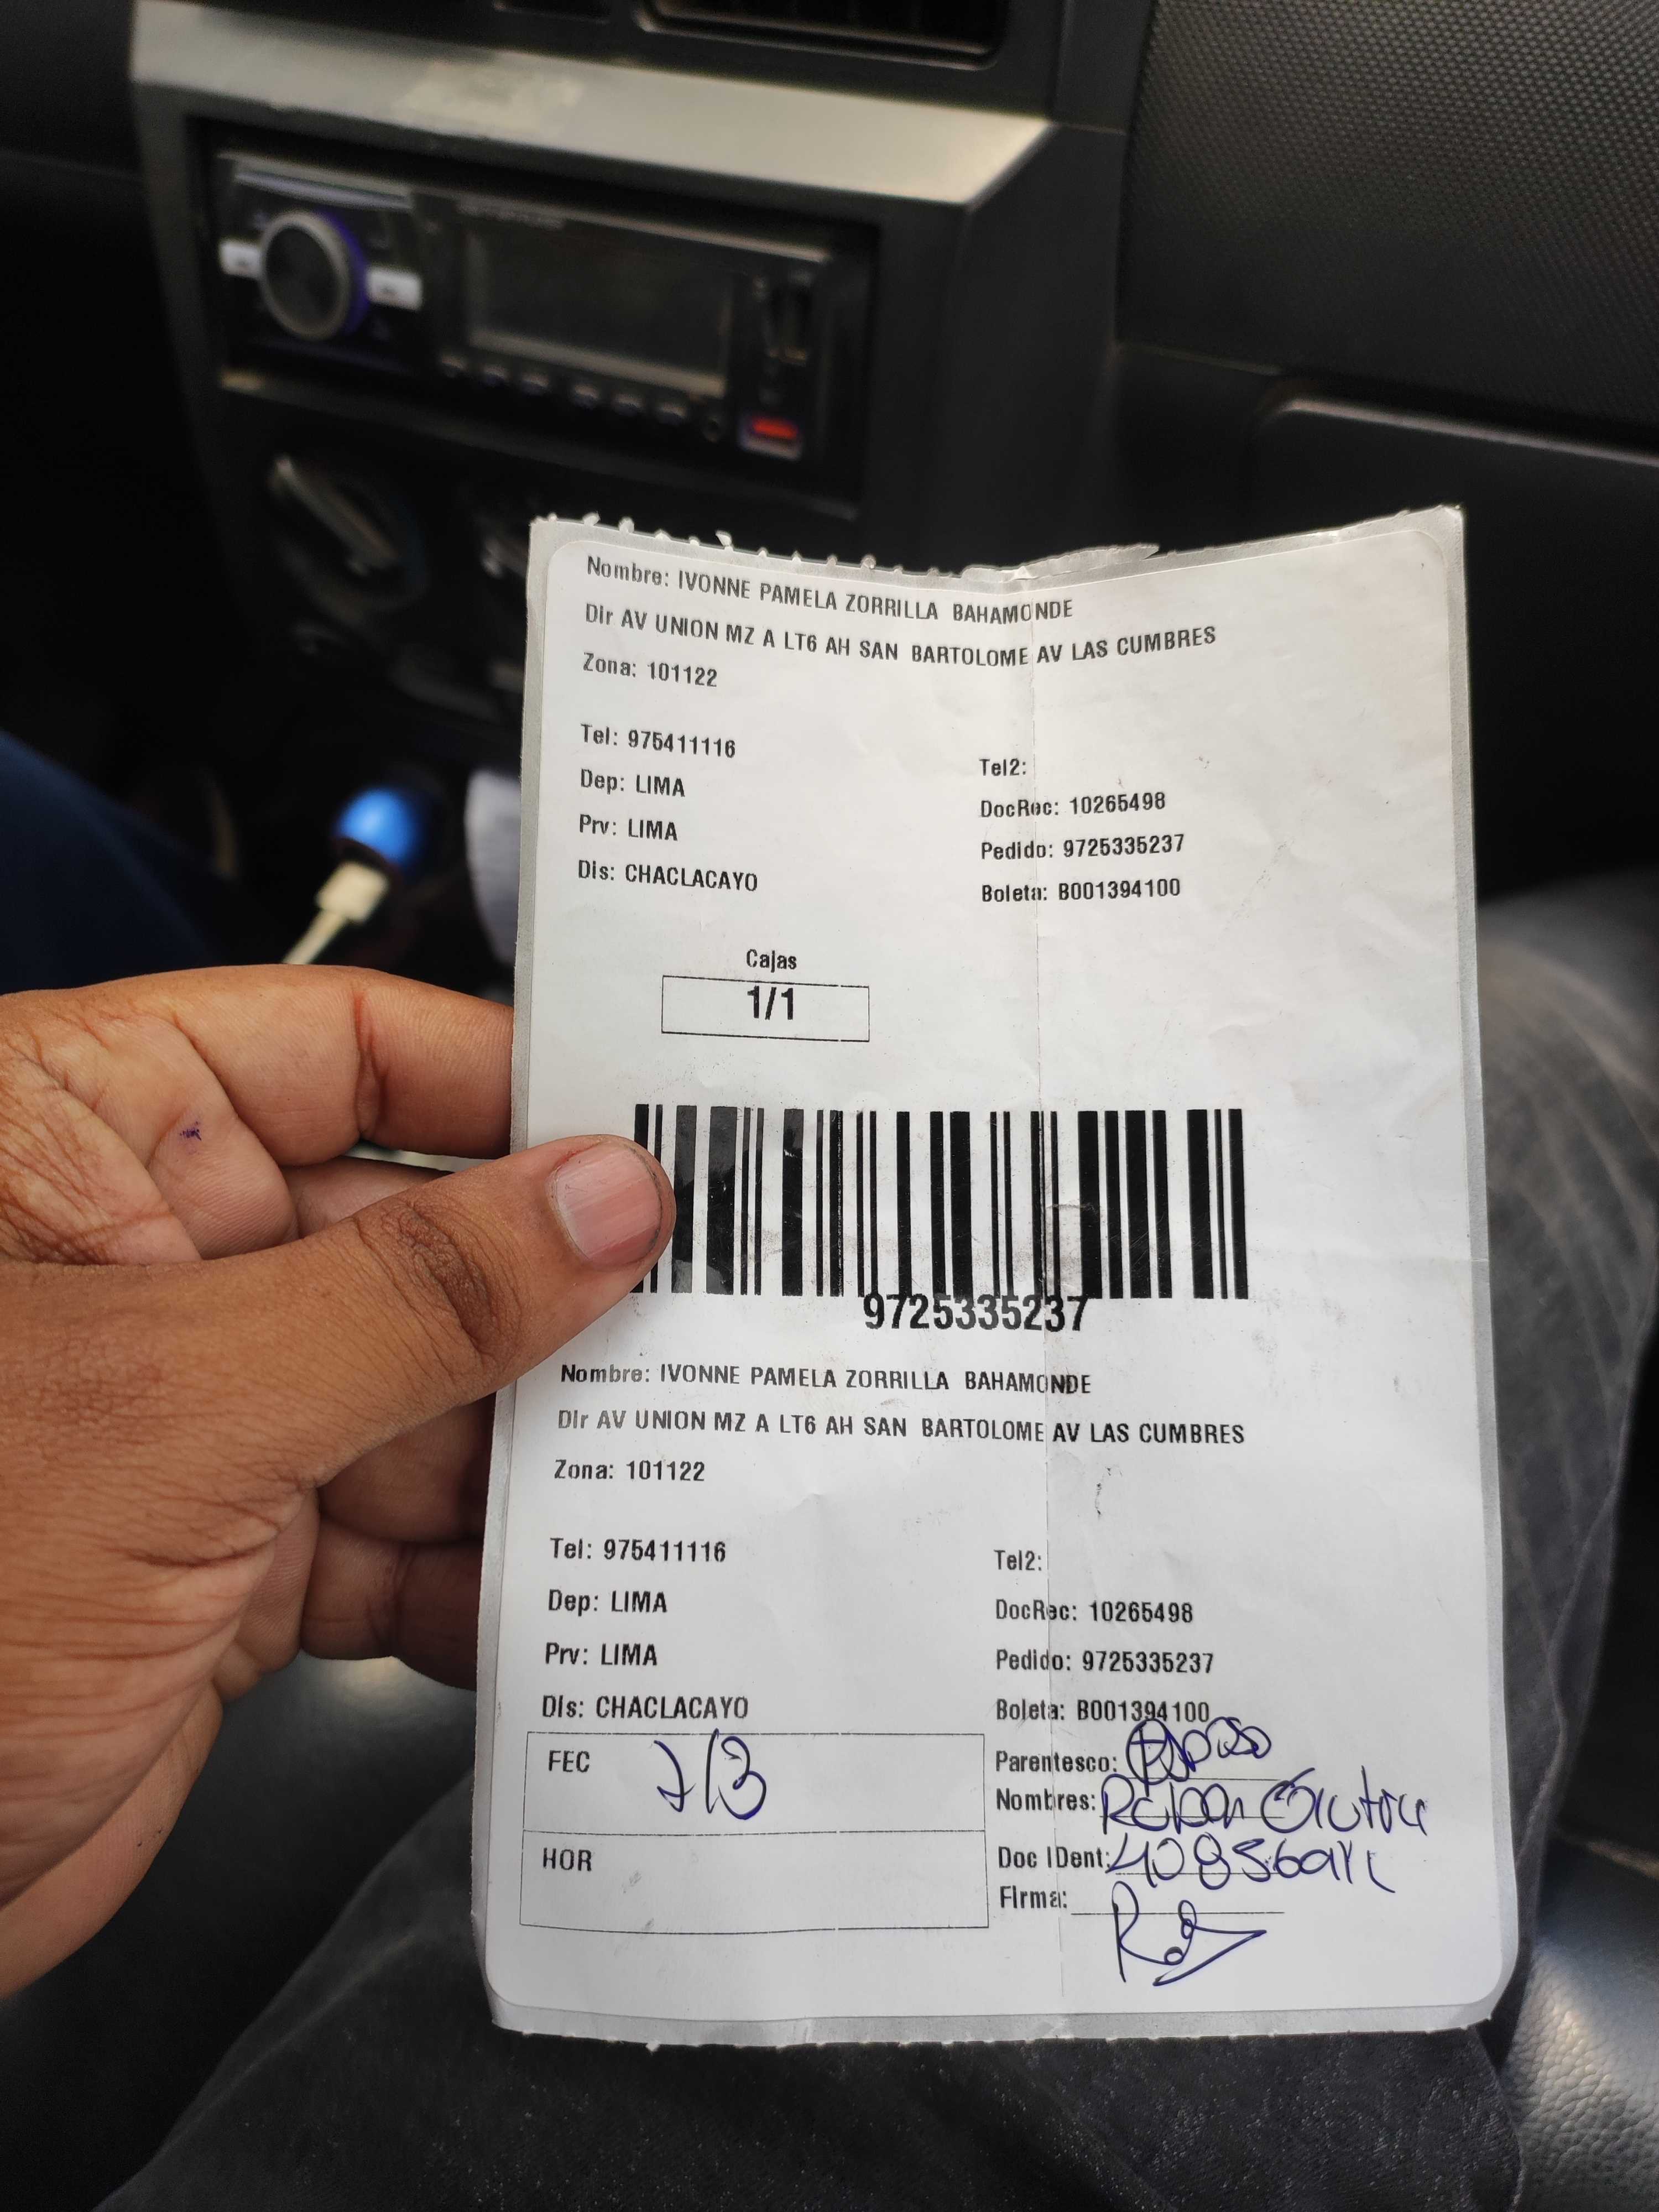 Nombre: IVONNE PAMELA ZORRILLA BAHAMONDE
Dir AV UNION MZ A LT6 AH SAN BARTOLOME AV LAS CUMBRES
Zona: 101122
Tel: 975411116
Tel2:
Dep: LIMA
DocRec: 10265498
Prv: LIMA
Pedido: 9725335237
Dis: CHACLACAYO
Boleta: B001394100
Cajas
1/1
9725335237
Nombre: IVONNE PAMELA ZORRILLA BAHAMONDE
Dir AV UNION MZ A LT6 AH SAN BARTOLOME AV LAS CUMBRES
Zona: 101122
Tel: 975411116
Tel2:
Dep: LIMA
DocRec: 10265498
Prv: LIMA
Pedido: 9725335237
Dis: CHACLACAYO
Boleta: B001394100
FEC 7/3
Parentesco: Esposo
Nombres:
HOR
Doc IDent:
Firma: